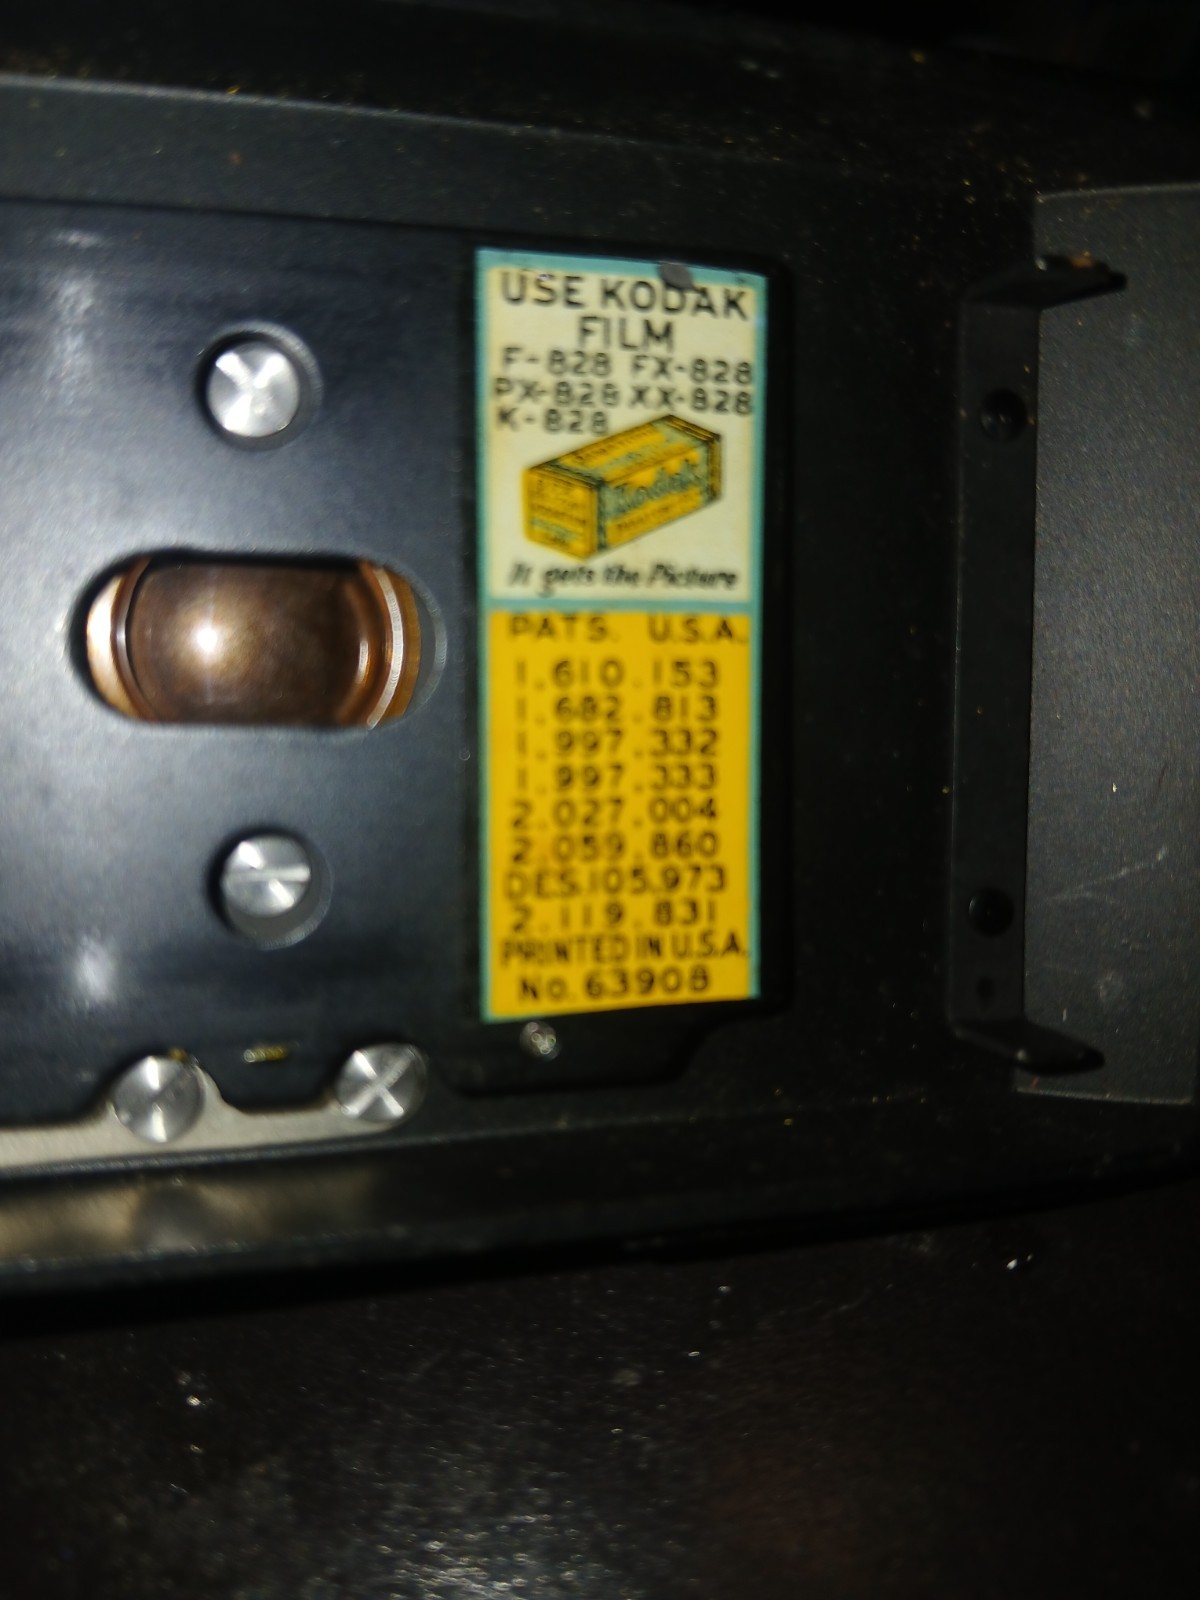 USE KODAK
FILM
F-828 FX-828
PX-828 XX-828
K-828
Kodak
It gets the Picture
PATS. U.S.A.
1.610.153
1.682.813
1.997.332
1.997.333
2.027.004
2.059.860
DES.105.973
2.119.831
PRINTED IN U.S.A.
No. 63908